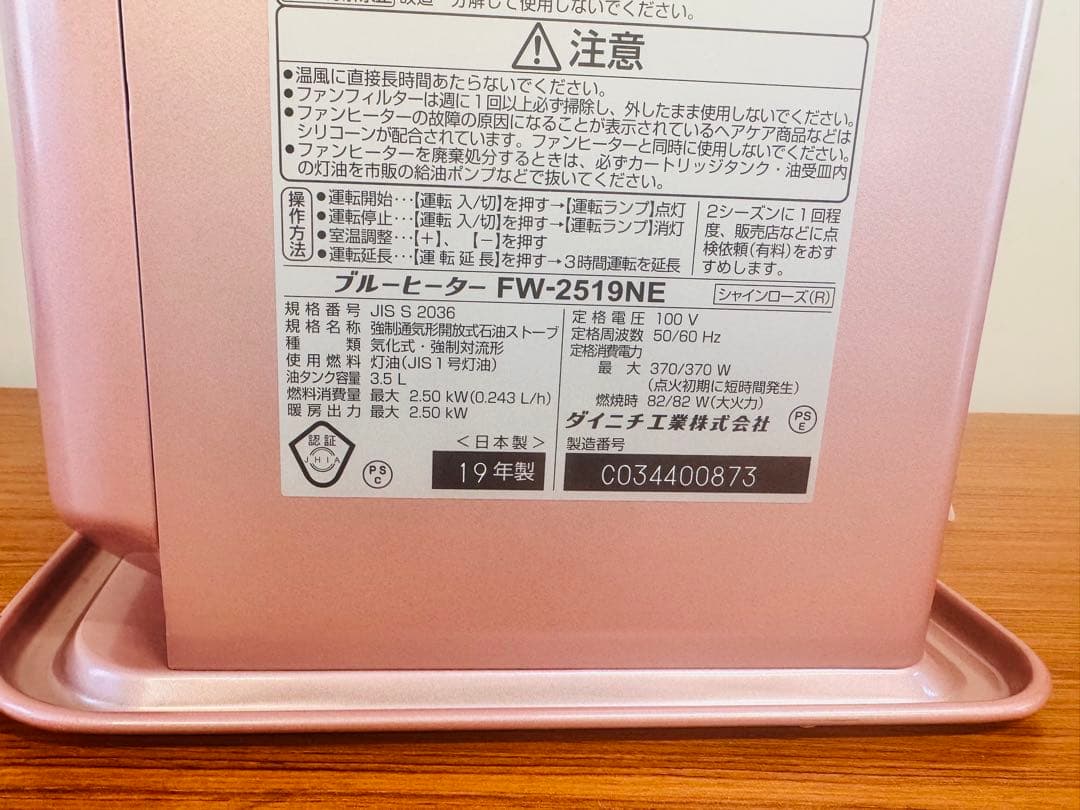 改造・分解して使用しないでください。
注意
●温風に直接長時間あたらないでください。
●ファンフィルターは週に1回以上必ず掃除し、外したまま使用しないでください。
●ファンヒーターの故障の原因になることが表示されているヘアケア商品などは
シリコーンが配合されています。ファンヒーターと同時に使用しないでください。
●ファンヒーターを廃棄処分するときは、必ずカートリッジタンク・油受皿内
の灯油を市販の給油ポンプなどで抜いてください。
操作方法
●運転開始･･･【運転 入/切】を押す→【運転ランプ】点灯
●運転停止･･･【運転 入/切】を押す→【運転ランプ】消灯
●室温調整･･･【+】、【−】を押す
●運転延長･･･【運転延長】を押す→3時間運転を延長
2シーズンに1回程
度、販売店などに点
検依頼(有料)をおす
すめします。
ブルーヒーター FW-2519NE
シャインローズ(R)
規格番号 JIS S 2036
規格名称 強制通気形開放式石油ストーブ
種類 気化式・強制対流形
使用燃料 灯油(JIS1号灯油)
油タンク容量 3.5 L
燃料消費量 最大 2.50 kW(0.243 L/h)
暖房出力 最大 2.50 kW
定格電圧 100 V
定格周波数 50/60 Hz
定格消費電力
最大 370/370 W
(点火初期に短時間発生)
燃焼時 82/82 W(大火力)
ダイニチ工業株式会社
PS
E
認証
JHIA
PS
C
<日本製>
19年製
製造番号
C034400873